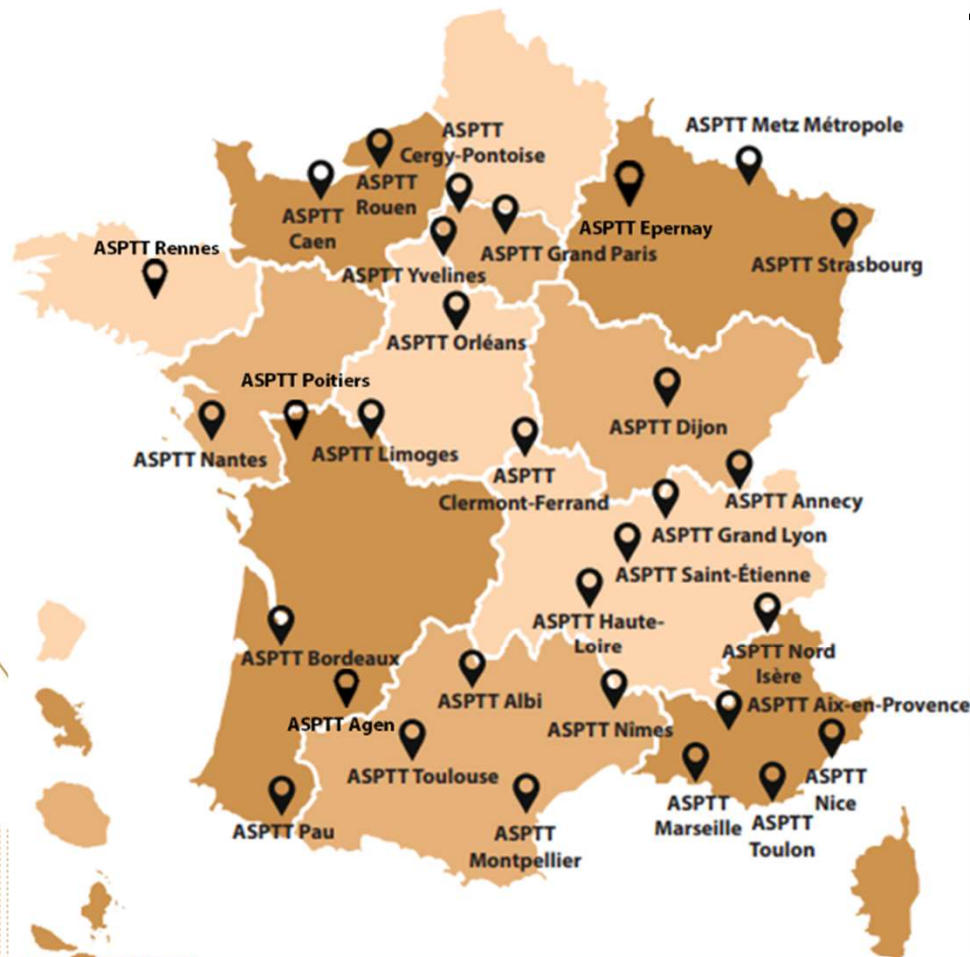 ASPTT Metz Métropole
ASPTT
Cergy-Pontoise
ASPTT
Rouen
ASPTT
Caen
ASPTT Epernay
ASPTT Rennes
ASPTT Grand Paris
ASPTT Strasbourg
ASPTT Yvelines
ASPTT Orléans
ASPTT Poitiers
ASPTT Dijon
ASPTT Nantes
ASPTT Limoges
ASPTT
Clermont-Ferrand
ASPTT Annecy
ASPTT Grand Lyon
ASPTT Saint-Étienne
ASPTT Haute-
Loire
ASPTT Bordeaux
ASPTT Nord
Isère
ASPTT Albi
ASPTT Aix-en-Provence
ASPTT Agen
ASPTT Nîmes
ASPTT Toulouse
ASPTT
Nice
ASPTT
Marseille
ASPTT
Toulon
ASPTT Pau
ASPTT
Montpellier